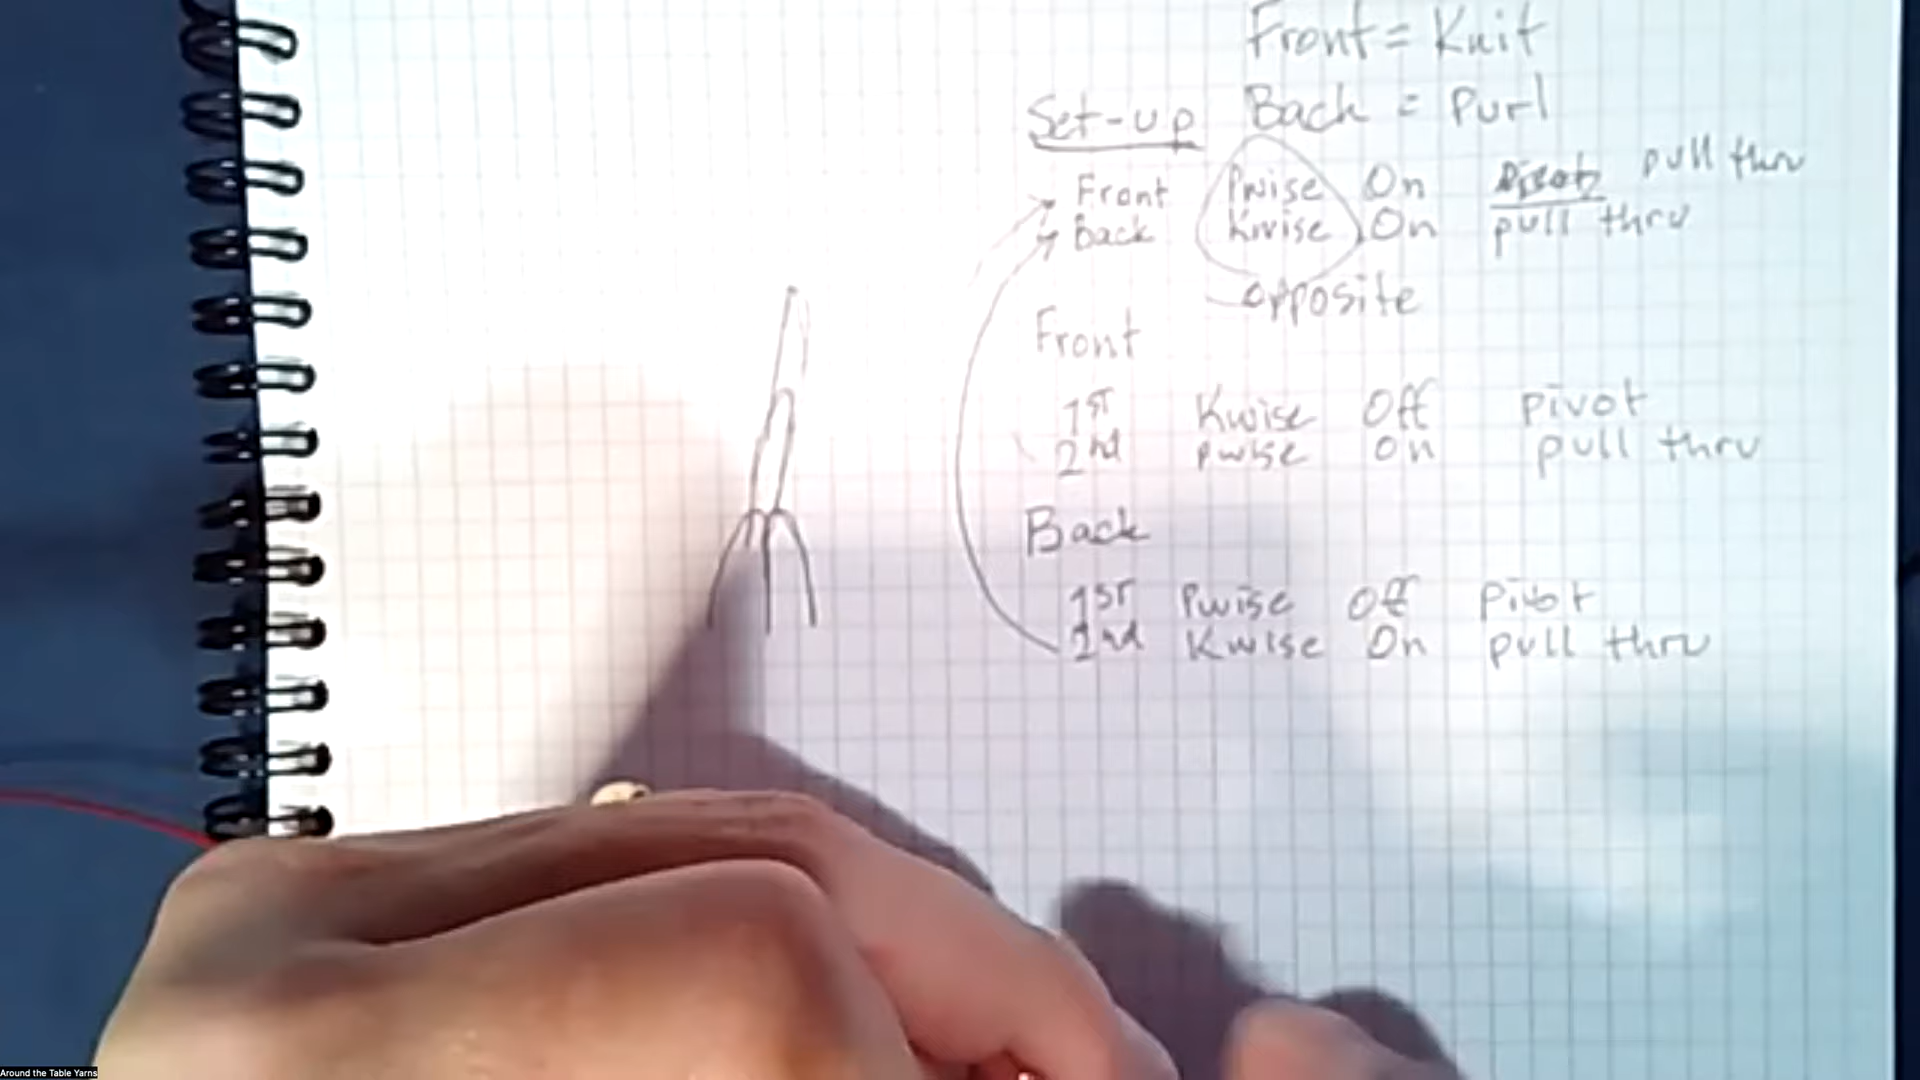 Front = Knit
Set-up Back = Purl
Front Pwise On pull thru
Back Kwise On pull thru
opposite
Front
1st Kwise Off pivot
2nd pwise On pull thru
Back
1st Pwise Off Pivot
2nd Kwise On pull thru
Around the Table Yarns